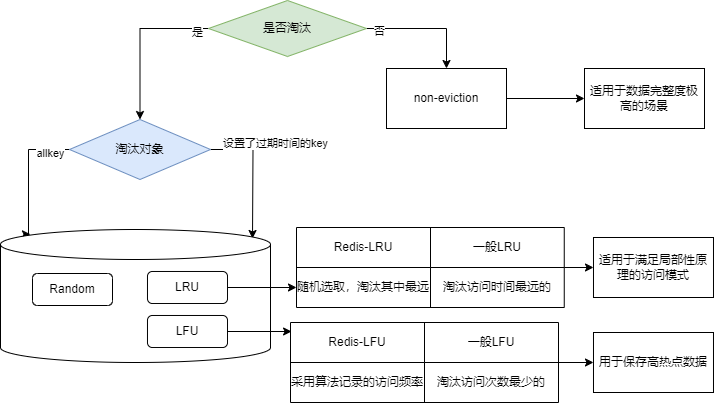 是否淘汰
是
否
non-eviction
适用于数据完整度极
高的场景
淘汰对象
allkey
设置了过期时间的key
Random
LRU
LFU
Redis-LRU
一般LRU
随机选取，淘汰其中最远
淘汰访问时间最远的
适用于满足局部性原
理的访问模式
Redis-LFU
一般LFU
采用算法记录的访问频率
淘汰访问次数最少的
用于保存高热点数据